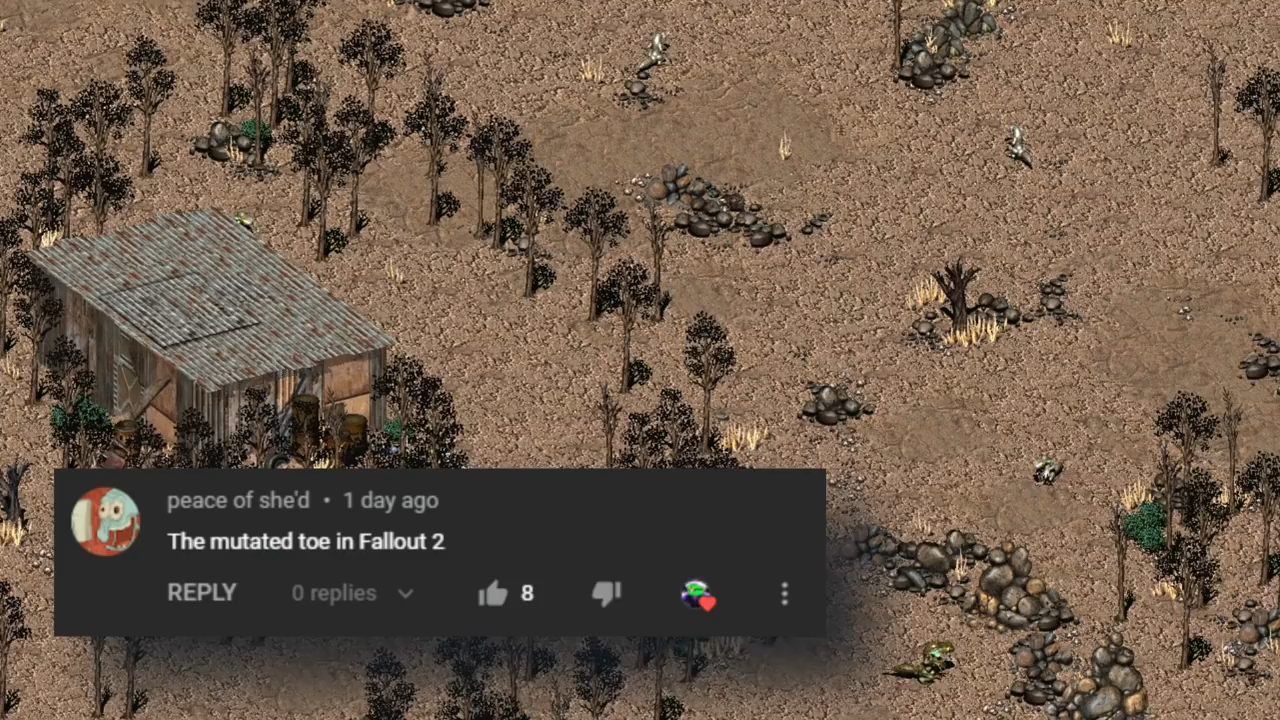 peace of she'd • 1 day ago
The mutated toe in Fallout 2
REPLY 0 replies 8